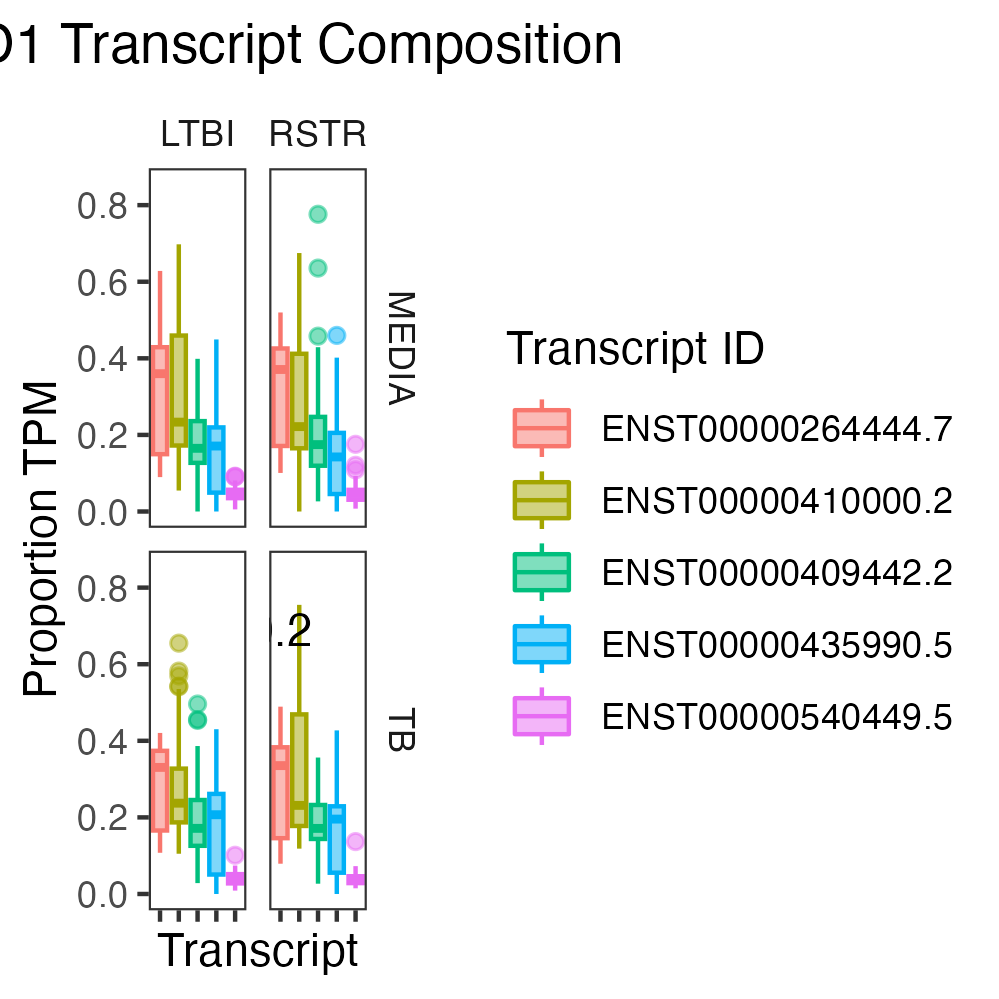 D1 Transcript Composition
LTBI
RSTR
0.8
0.6
0.4
0.2
0.0
MEDIA
Proportion TPM
0.8
0.6
0.4
0.2
0.0
.2
TB
Transcript
Transcript ID
ENST00000264444.7
ENST00000410000.2
ENST00000409442.2
ENST00000435990.5
ENST00000540449.5